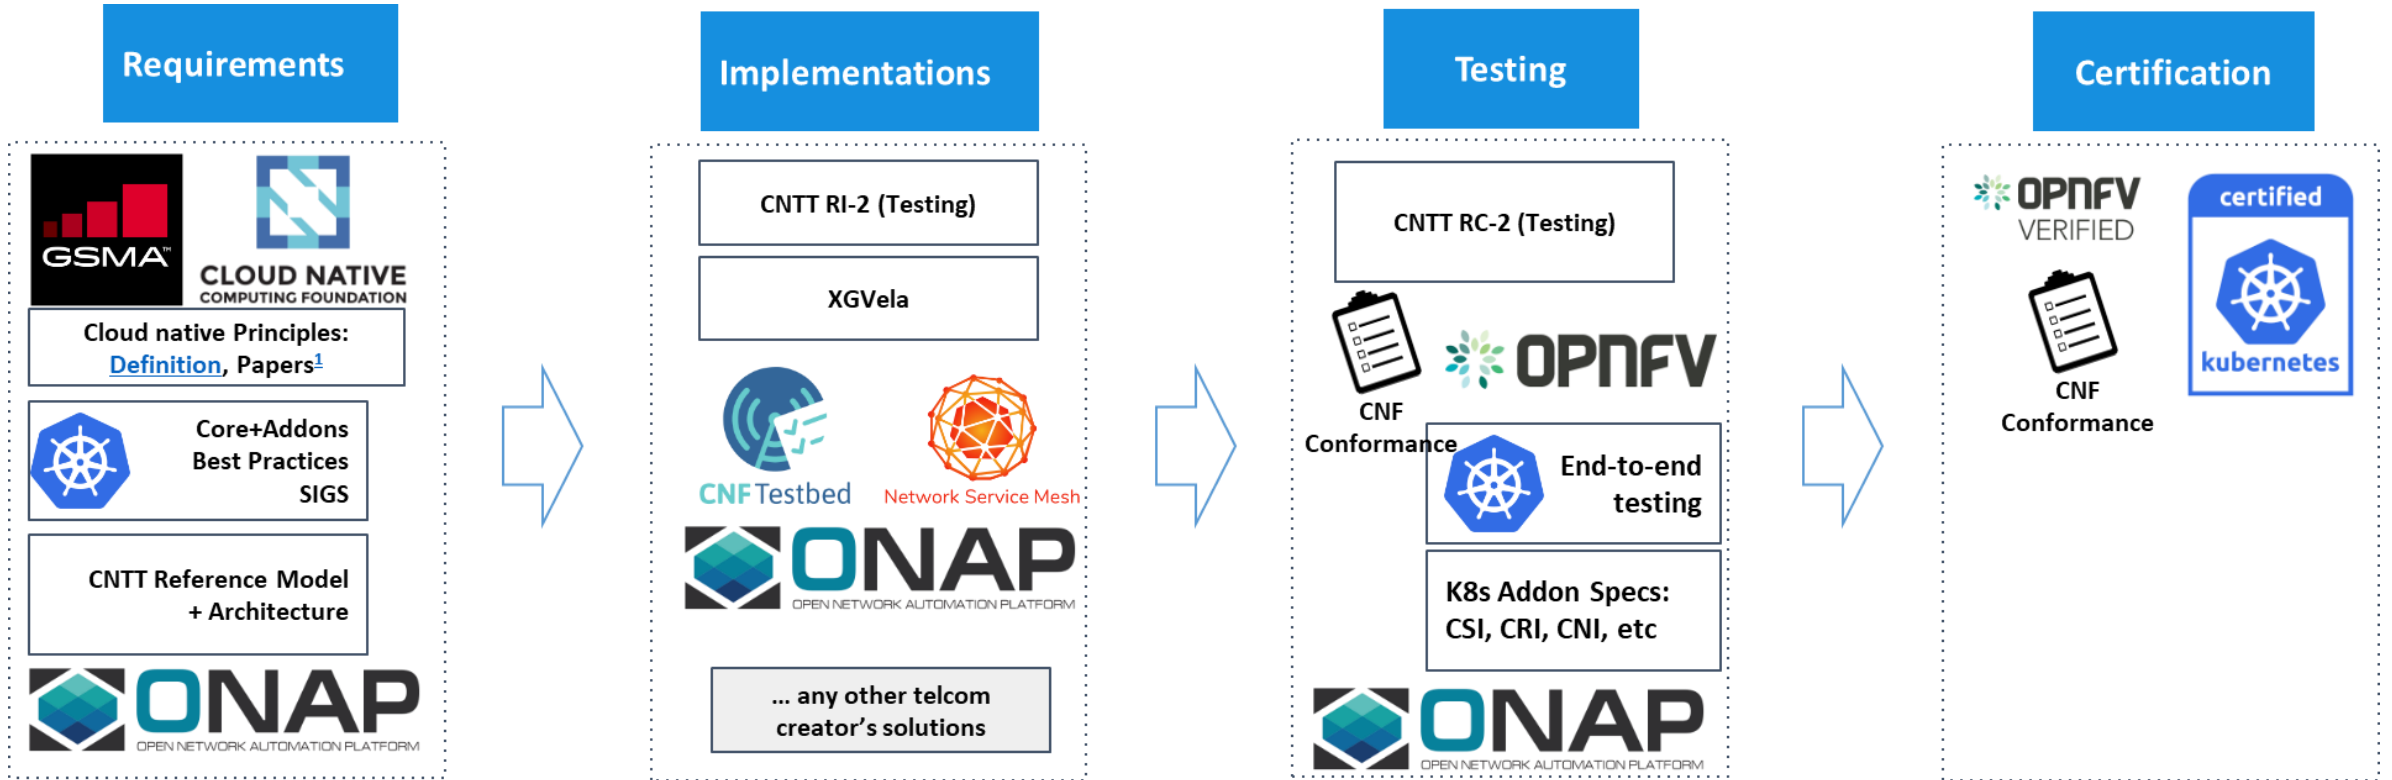 Requirements
GSMA™
CLOUD NATIVE
COMPUTING FOUNDATION
Cloud native Principles:
Definition, Papers1
Core+Addons
Best Practices
SIGS
CNTT Reference Model
+ Architecture
ONAP
OPEN NETWORK AUTOMATION PLATFORM
Implementations
CNTT RI-2 (Testing)
XGVela
CNF Testbed
Network Service Mesh
ONAP
OPEN NETWORK AUTOMATION PLATFORM
... any other telcom
creator's solutions
Testing
CNTT RC-2 (Testing)
CNF
Conformance
OPNFV
End-to-end
testing
K8s Addon Specs:
CSI, CRI, CNI, etc
ONAP
OPEN NETWORK AUTOMATION PLATFORM
Certification
OPNFV
VERIFIED
CNF
Conformance
certified
kubernetes